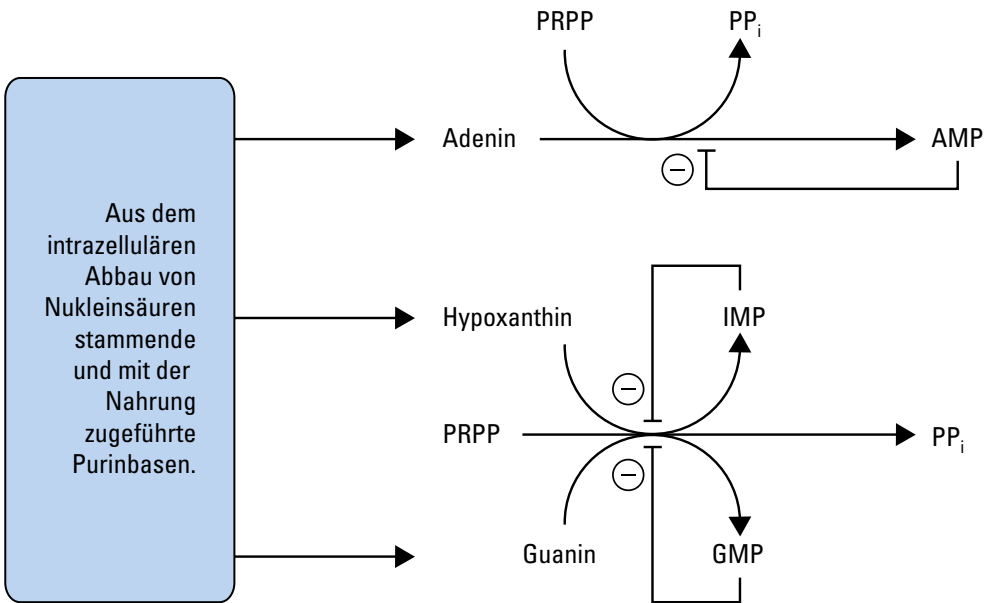 PRPP PPi
Adenin AMP
Aus dem
intrazellulären
Abbau von
Nukleinsäuren
stammende
und mit der
Nahrung
zugeführte
Purinbasen.
Hypoxanthin IMP
PRPP PPi
Guanin GMP